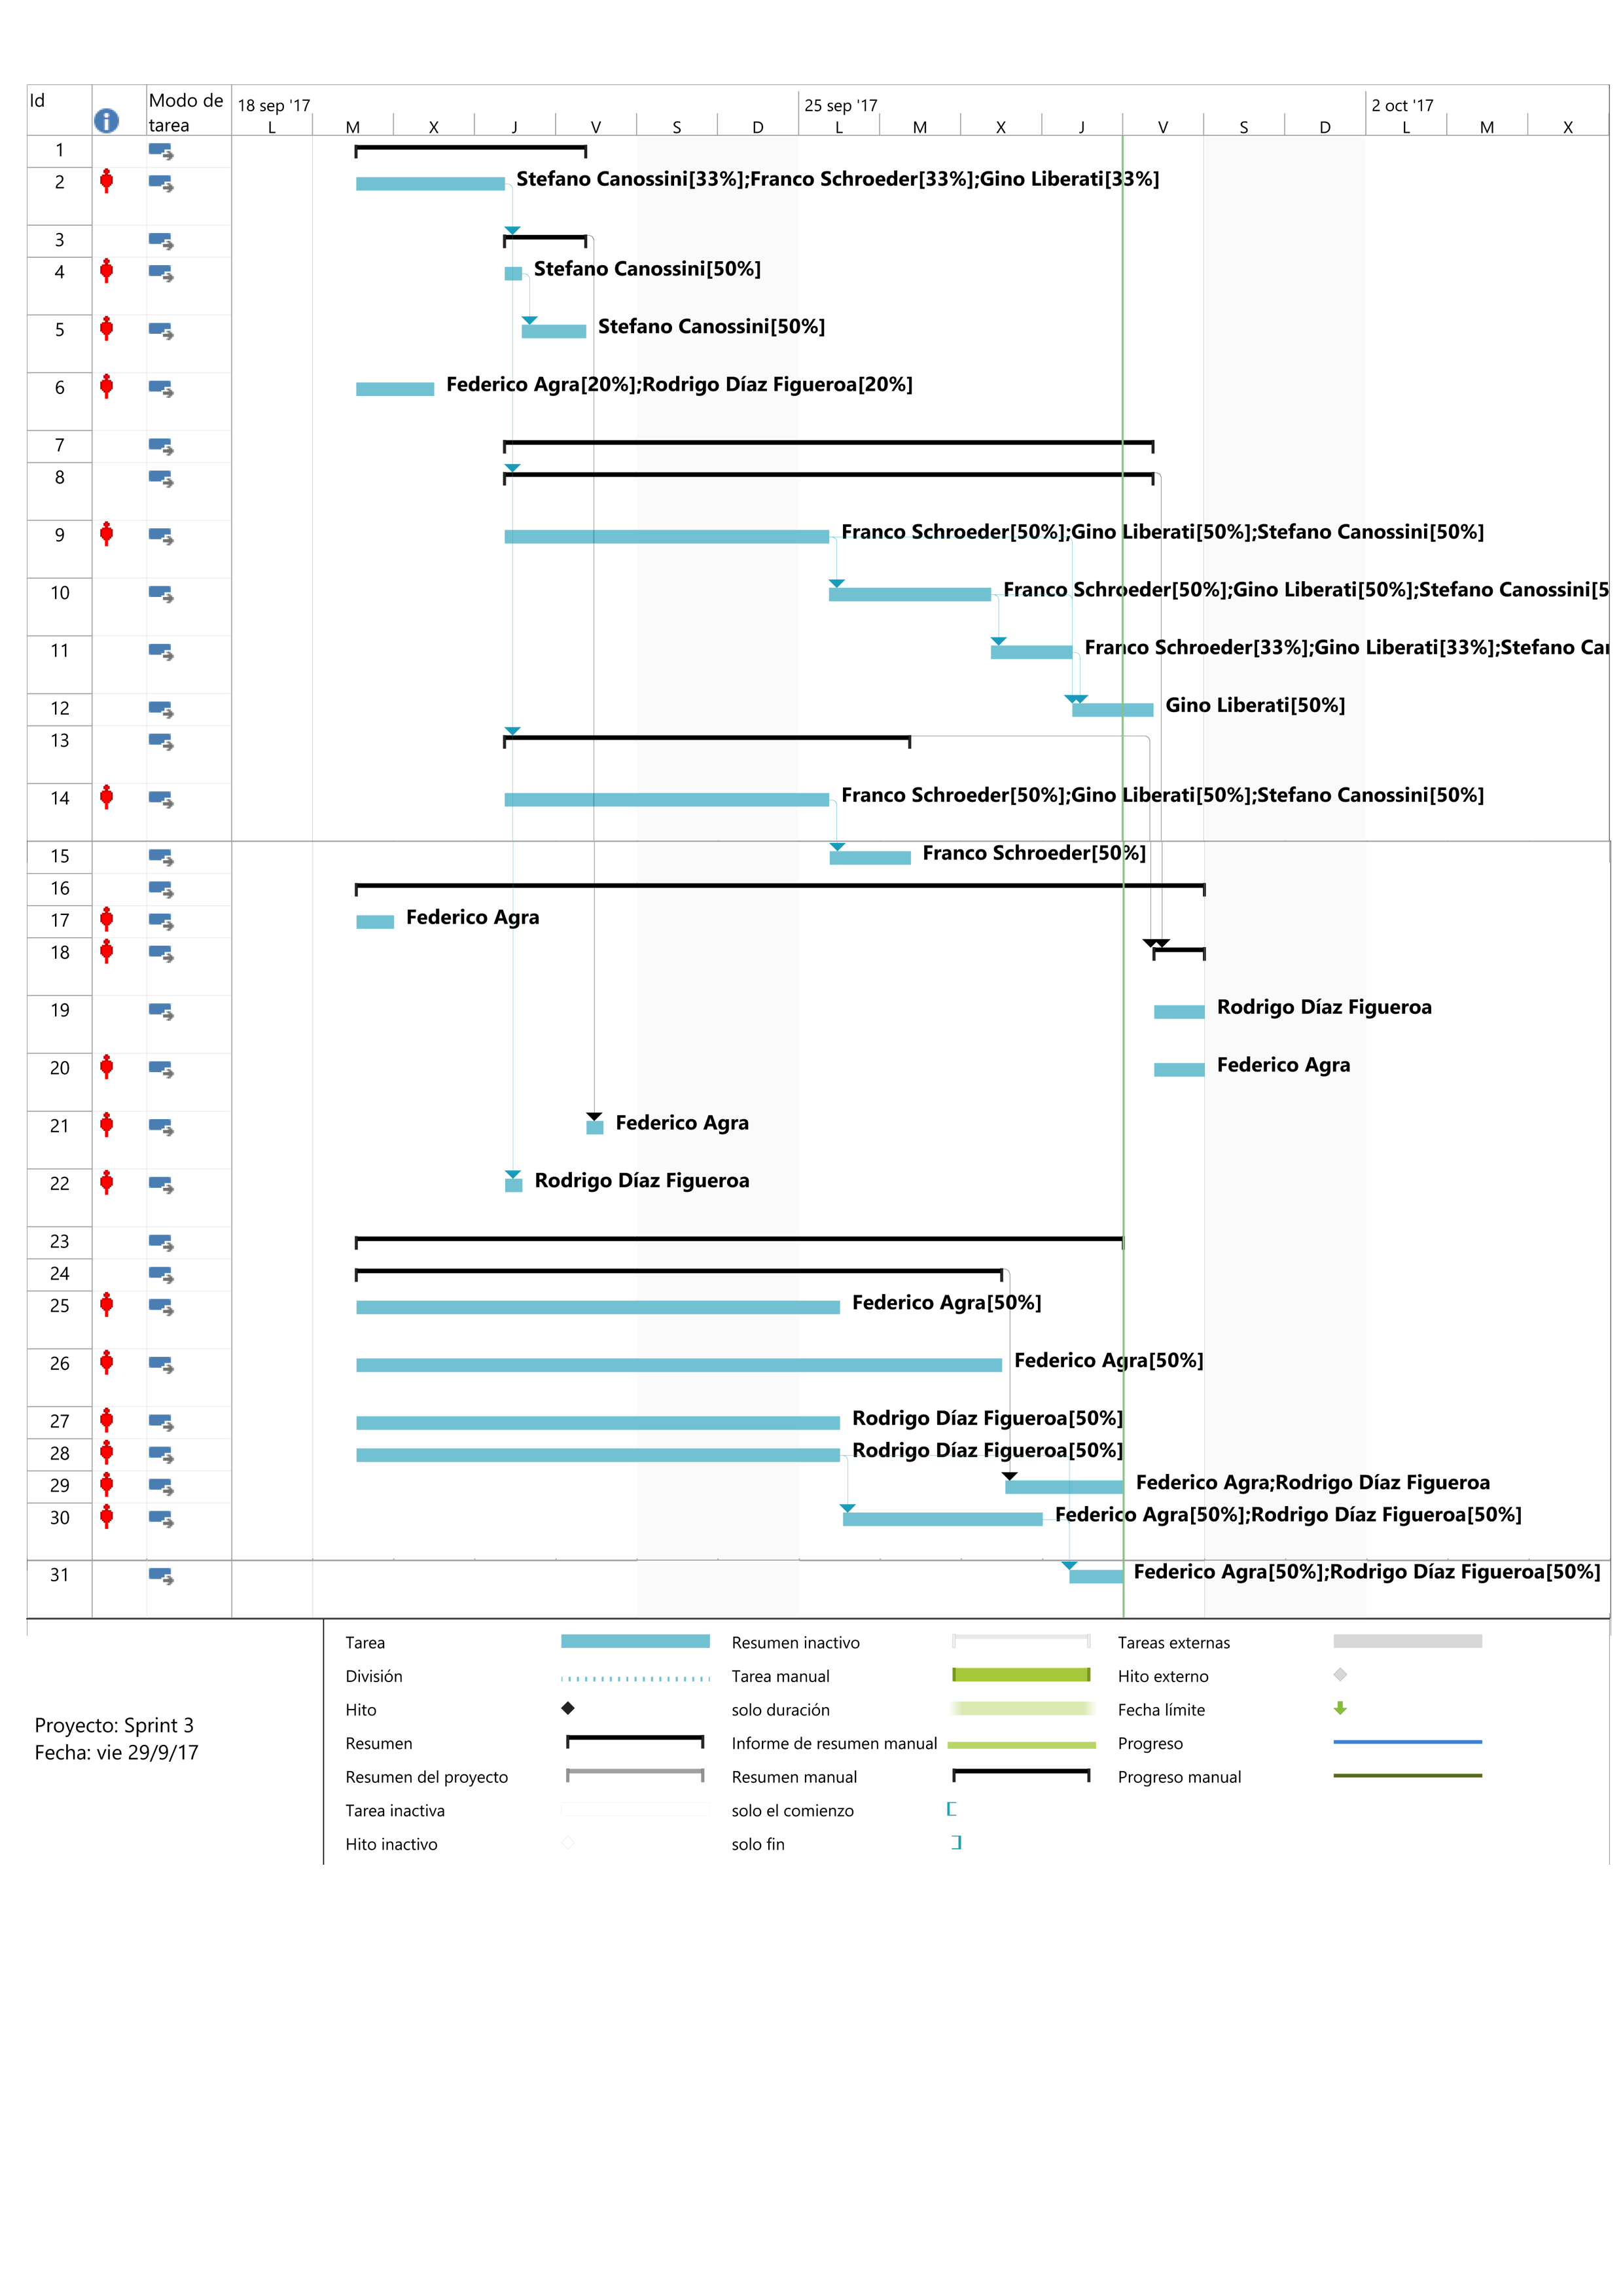 Id
Modo de
tarea
18 sep '17
25 sep '17
2 oct '17
L M X J V S D L M X J V S D L M X
1
2 Stefano Canossini[33%];Franco Schroeder[33%];Gino Liberati[33%]
3
4 Stefano Canossini[50%]
5 Stefano Canossini[50%]
6 Federico Agra[20%];Rodrigo Díaz Figueroa[20%]
7
8
9 Franco Schroeder[50%];Gino Liberati[50%];Stefano Canossini[50%]
10 Franco Schroeder[50%];Gino Liberati[50%];Stefano Canossini[5
11 Franco Schroeder[33%];Gino Liberati[33%];Stefano Ca
12 Gino Liberati[50%]
13
14 Franco Schroeder[50%];Gino Liberati[50%];Stefano Canossini[50%]
15 Franco Schroeder[50%]
16
17 Federico Agra
18
19 Rodrigo Díaz Figueroa
20 Federico Agra
21 Federico Agra
22 Rodrigo Díaz Figueroa
23
24
25 Federico Agra[50%]
26 Federico Agra[50%]
27 Rodrigo Díaz Figueroa[50%]
28 Rodrigo Díaz Figueroa[50%]
29 Federico Agra;Rodrigo Díaz Figueroa
30 Federico Agra[50%];Rodrigo Díaz Figueroa[50%]
31 Federico Agra[50%];Rodrigo Díaz Figueroa[50%]
Proyecto: Sprint 3
Fecha: vie 29/9/17
Tarea
División
Hito
Resumen
Resumen del proyecto
Tarea inactiva
Hito inactivo
Resumen inactivo
Tarea manual
solo duración
Informe de resumen manual
Resumen manual
solo el comienzo
solo fin
Tareas externas
Hito externo
Fecha límite
Progreso
Progreso manual